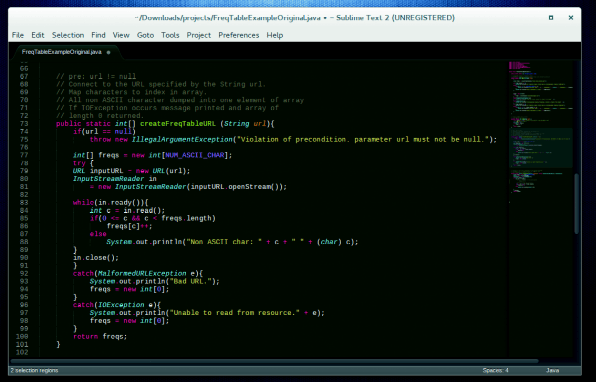 ~/Downloads/projects/FreqTableExampleOriginal.java • - Sublime Text 2 (UNREGISTERED)
File Edit Selection Find View Goto Tools Project Preferences Help
FreqTableExampleOriginal.java
66
67 // pre: url != null
68 // Connect to the URL specified by the String url.
69 // Map characters to index in array.
70 // All non ASCII character dumped into one element of array
71 // If IOException occurs message printed and array of
72 // length 0 returned.
73 public static int[] createFreqTableURL (String url){
74 if(url == null)
75 throw new IllegalArgumentException("Violation of precondition. parameter url must not be null.");
76
77 int[] freqs = new int[NUM_ASCII_CHAR];
78 try {
79 URL inputURL = new URL(url);
80 InputStreamReader in
81 = new InputStreamReader(inputURL.openStream());
82
83 while(in.ready()){
84 int c = in.read();
85 if(0 <= c && c < freqs.length)
86 freqs[c]++;
87 else
88 System.out.println("Non ASCII char: " + c + " " + (char) c);
89 }
90 in.close();
91 }
92 catch(MalformedURLException e){
93 System.out.println("Bad URL.");
94 freqs = new int[0];
95 }
96 catch(IOException e){
97 System.out.println("Unable to read from resource." + e);
98 freqs = new int[0];
99 }
100 return freqs;
101 }
102
2 selection regions Spaces: 4 Java